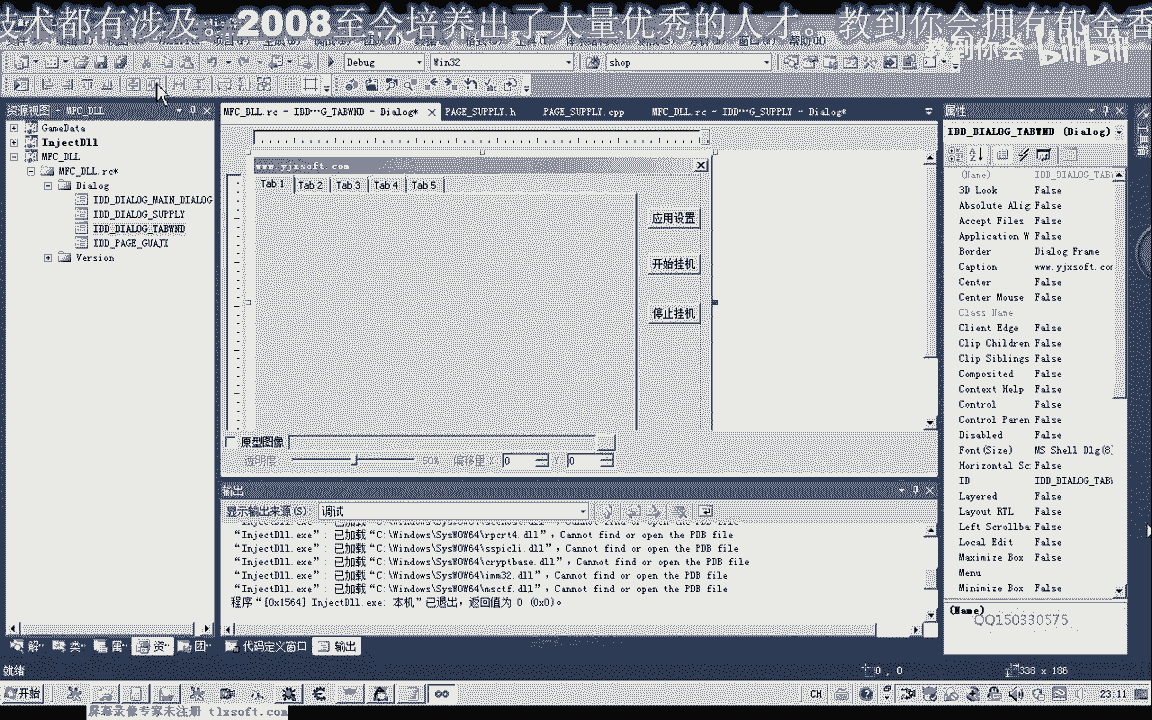 技术都有涉及。2008至今培养出了大量优秀的人才。教到你会拥有郁金香
教到你会 bilibili
Debug Win32 shop
资源视图 - MFC_DLL
GameData
InjectDll
MFC_DLL
MFC_DLL.rc*
Dialog
IDD_DIALOG_MAIN_DIALOG
IDD_DIALOG_SUPPLY
IDD_DIALOG_TABWND
IDD_PAGE_GUAJI
Version
MFC_DLL.rc - IDD···G_TABWND - Dialog* PAGE_SUPPLY.h PAGE_SUPPLY.cpp MFC_DLL.rc - IDD···G_SUPPLY - Dialog*
www.yjxsoft.com
Tab 1 Tab 2 Tab 3 Tab 4 Tab 5
应用设置
开始挂机
停止挂机
原型图像
透明度: 50% 偏移量 X: 0 Y: 0
输出
显示输出来源(S): 调试
“InjectDll.exe”: 已加载“C:\Windows\SysWOW64\rpcrt4.dll”, Cannot find or open the PDB file
“InjectDll.exe”: 已加载“C:\Windows\SysWOW64\sspicli.dll”, Cannot find or open the PDB file
“InjectDll.exe”: 已加载“C:\Windows\SysWOW64\cryptbase.dll”, Cannot find or open the PDB file
“InjectDll.exe”: 已加载“C:\Windows\SysWOW64\imm32.dll”, Cannot find or open the PDB file
“InjectDll.exe”: 已加载“C:\Windows\SysWOW64\msctf.dll”, Cannot find or open the PDB file
程序“[0x1564] InjectDll.exe: 本机”已退出，返回值为 0 (0x0)。
属性
IDD_DIALOG_TABWND (Dialog)
(Name) IDD_DIALOG_TAB
3D Look False
Absolute Alig False
Accept Files False
Application W False
Border Dialog Frame
Caption www.yjxsoft.co
Center False
Center Mouse False
Class Name
Client Edge False
Clip Children False
Clip Siblings False
Composited False
Context Help False
Control False
Control Paren False
Disabled False
Font(Size) MS Shell Dlg(8)
Horizontal Sc False
ID IDD_DIALOG_TAB
Layered False
Layout RTL False
Left Scrollba False
Local Edit False
Maximize Box False
Menu
Minimize Box False
(Name)
QQ150330575
解··· 类··· 属··· 资··· 团··· 代码定义窗口 输出
就绪 0 , 0 338 x 186
开始 CH 23:11
屏幕录像专家未注册 tlxsoft.com